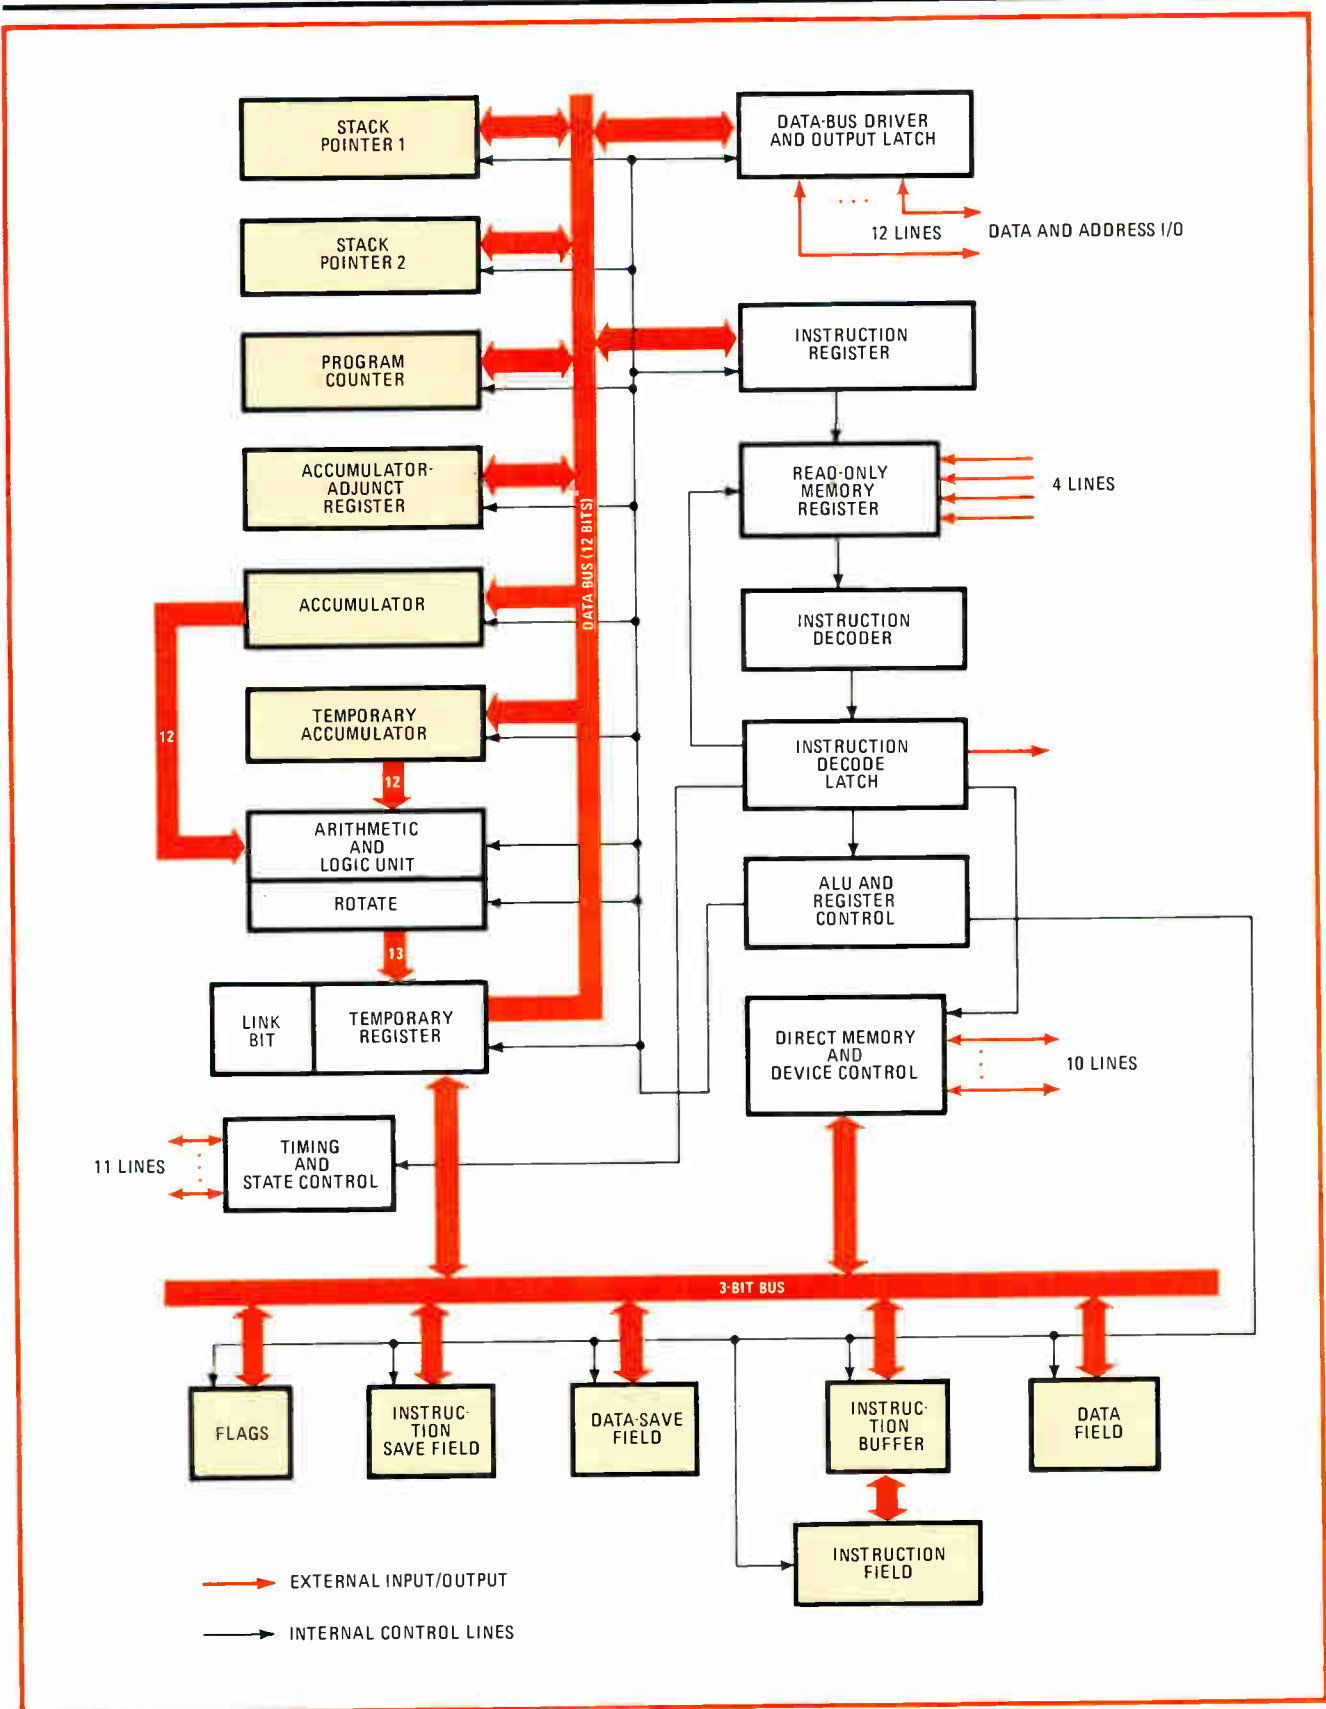 STACK
POINTER 1
DATA-BUS DRIVER
AND OUTPUT LATCH
. . .
12 LINES
DATA AND ADDRESS I/O
STACK
POINTER 2
INSTRUCTION
REGISTER
PROGRAM
COUNTER
READ-ONLY
MEMORY
REGISTER
4 LINES
ACCUMULATOR-
ADJUNCT
REGISTER
DATA BUS (12 BITS)
ACCUMULATOR
INSTRUCTION
DECODER
TEMPORARY
ACCUMULATOR
12
12
INSTRUCTION
DECODE
LATCH
ARITHMETIC
AND
LOGIC UNIT
ROTATE
ALU AND
REGISTER
CONTROL
13
LINK
BIT
TEMPORARY
REGISTER
DIRECT MEMORY
AND
DEVICE CONTROL
10 LINES
11 LINES
TIMING
AND
STATE CONTROL
3-BIT BUS
FLAGS
INSTRUC-
TION
SAVE FIELD
DATA-SAVE
FIELD
INSTRUC-
TION
BUFFER
DATA
FIELD
INSTRUCTION
FIELD
EXTERNAL INPUT/OUTPUT
INTERNAL CONTROL LINES